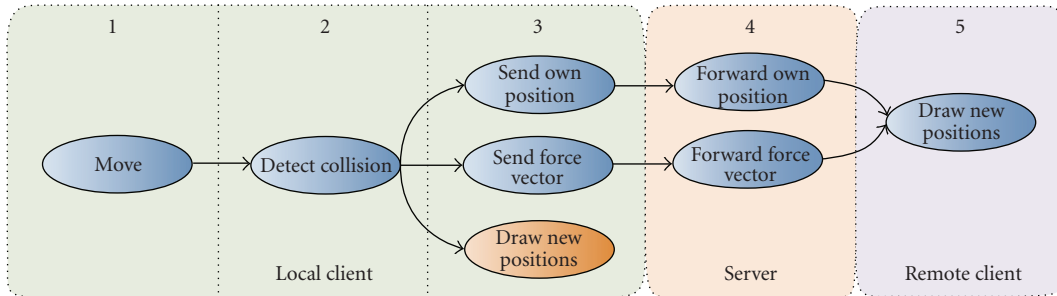 1
2
3
4
5
Move
Detect collision
Send own
position
Send force
vector
Draw new
positions
Forward own
position
Forward force
vector
Draw new
positions
Local client
Server
Remote client